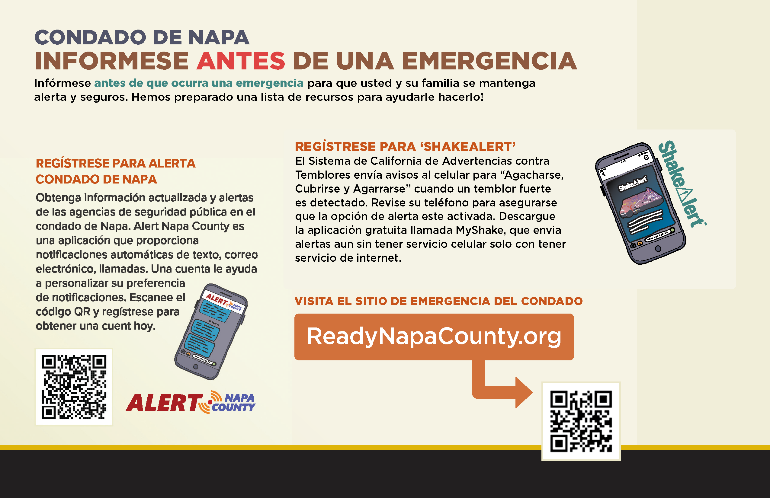 CONDADO DE NAPA
INFORMESE ANTES DE UNA EMERGENCIA
Infórmese antes de que ocurra una emergencia para que usted y su familia se mantenga
alerta y seguros. Hemos preparado una lista de recursos para ayudarle hacerlo!
REGÍSTRESE PARA ALERTA
CONDADO DE NAPA
Obtenga información actualizada y alertas
de las agencias de seguridad pública en el
condado de Napa. Alert Napa County es
una aplicación que proporciona
notificaciones automáticas de texto, correo
electrónico, llamadas. Una cuenta le ayuda
a personalizar su preferencia
de notificaciones. Escanee el
código QR y regístrese para
obtener una cuent hoy.
ALERT NAPA
COUNTY
REGÍSTRESE PARA ‘SHAKEALERT’
El Sistema de California de Advertencias contra
Temblores envía avisos al celular para “Agacharse,
Cubrirse y Agarrarse” cuando un temblor fuerte
es detectado. Revise su teléfono para asegurarse
que la opción de alerta este activada. Descargue
la aplicación gratuita llamada MyShake, que envia
alertas aun sin tener servicio celular solo con tener
servicio de internet.
ShakeAlert
ShakeAlert
VISITA EL SITIO DE EMERGENCIA DEL CONDADO
ReadyNapaCounty.org